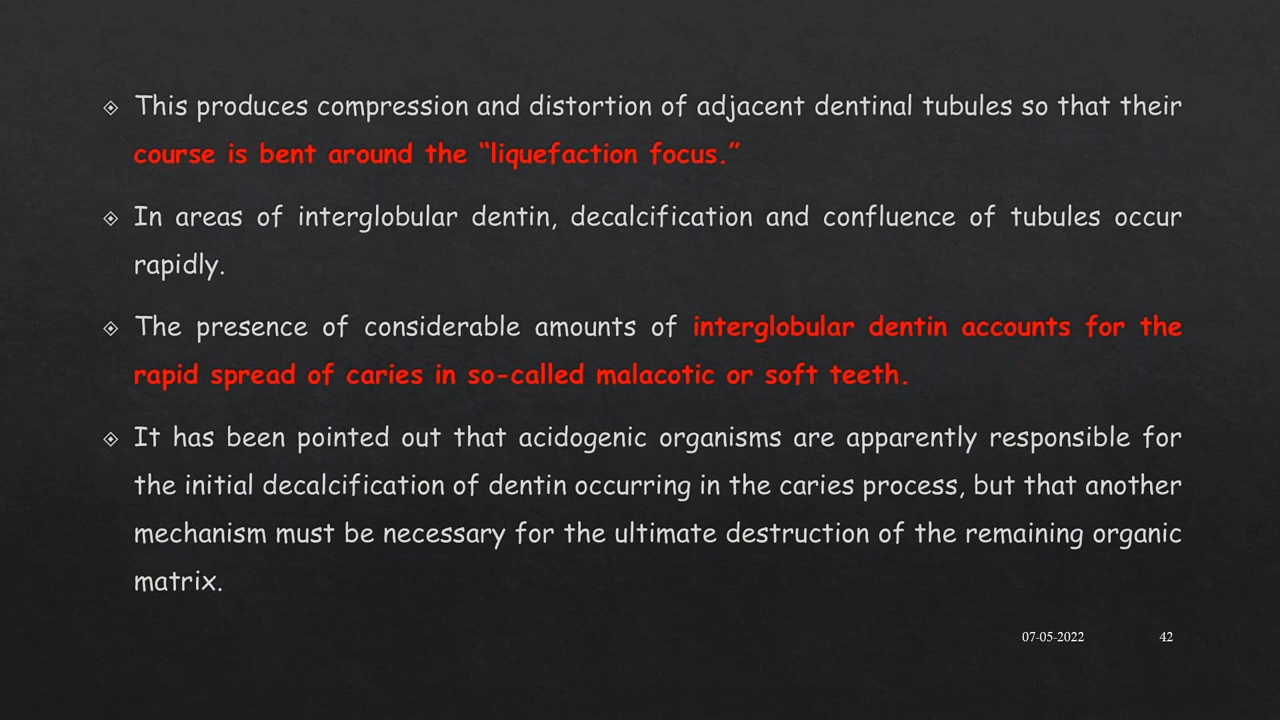 This produces compression and distortion of adjacent dentinal tubules so that their
course is bent around the “liquefaction focus.”
In areas of interglobular dentin, decalcification and confluence of tubules occur
rapidly.
The presence of considerable amounts of interglobular dentin accounts for the
rapid spread of caries in so-called malacotic or soft teeth.
It has been pointed out that acidogenic organisms are apparently responsible for
the initial decalcification of dentin occurring in the caries process, but that another
mechanism must be necessary for the ultimate destruction of the remaining organic
matrix.
07-05-2022 42